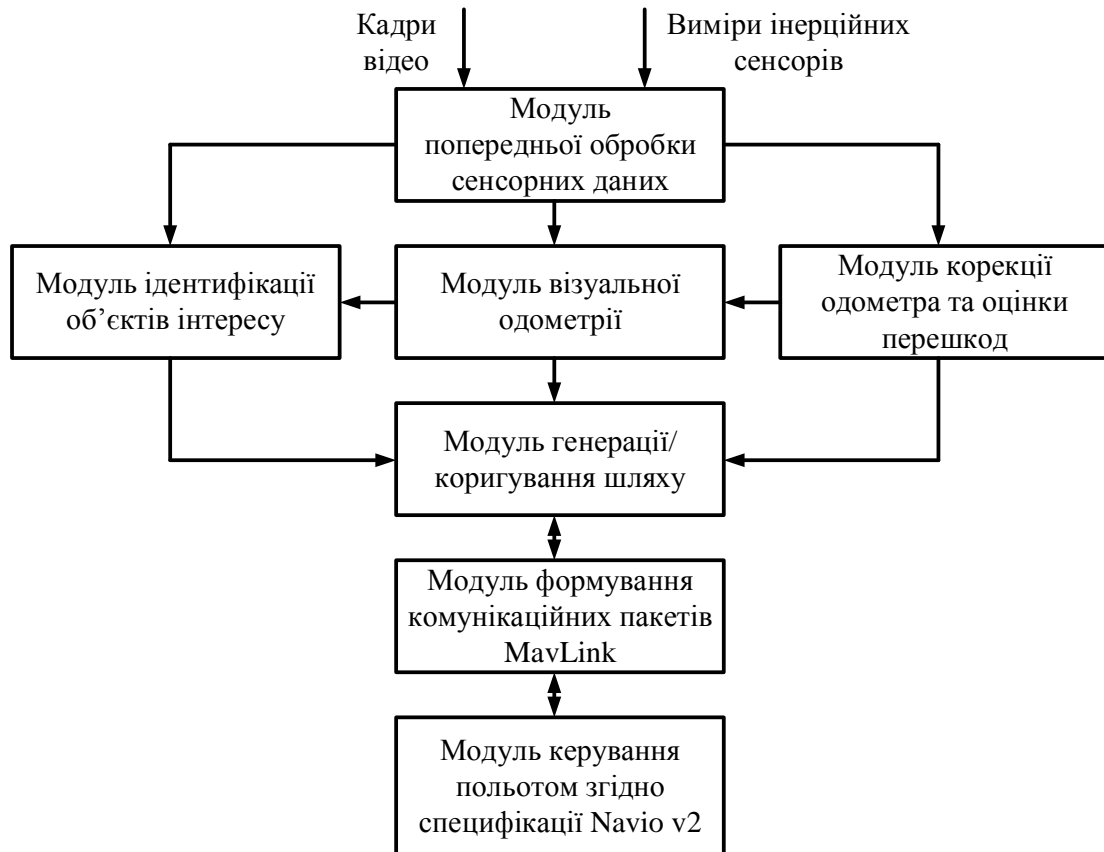 Кадри
відео
Виміри інерційних
сенсорів
Модуль
попередньої обробки
сенсорних даних
Модуль ідентифікації
об’єктів інтересу
Модуль візуальної
одометрії
Модуль корекції
одометра та оцінки
перешкод
Модуль генерації/
коригування шляху
Модуль формування
комунікаційних пакетів
MavLink
Модуль керування
польотом згідно
специфікації Navio v2